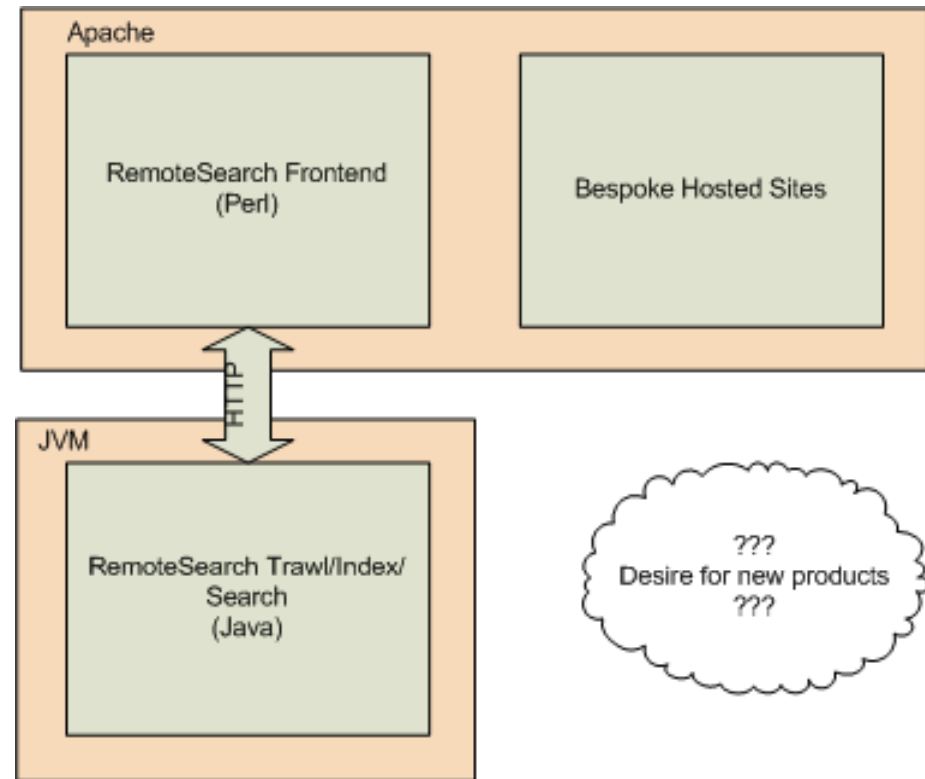 Apache
RemoteSearch Frontend
(Perl)
Bespoke Hosted Sites
HTTP
JVM
RemoteSearch Trawl/Index/
Search
(Java)
???
Desire for new products
???